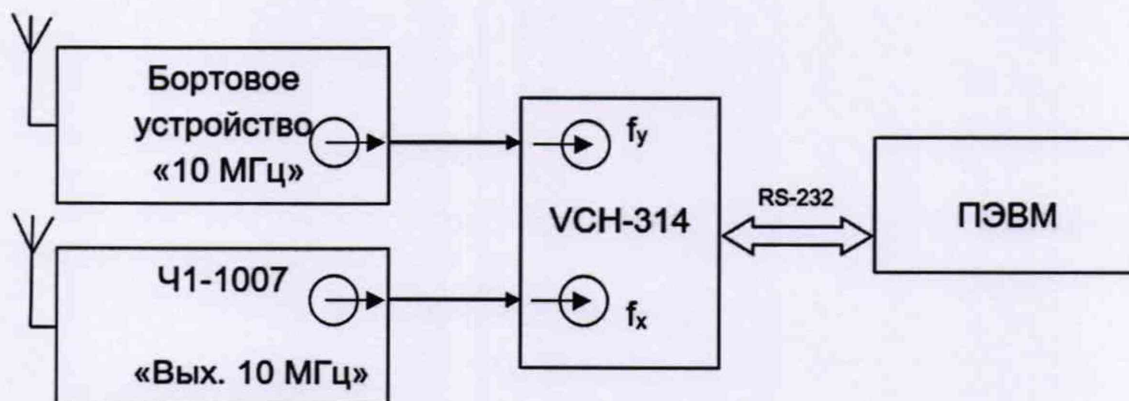 Бортовое
устройство
«10 МГц»
Ч1-1007
«Вых. 10 МГц»
fy
VCH-314
fx
RS-232
ПЭВМ